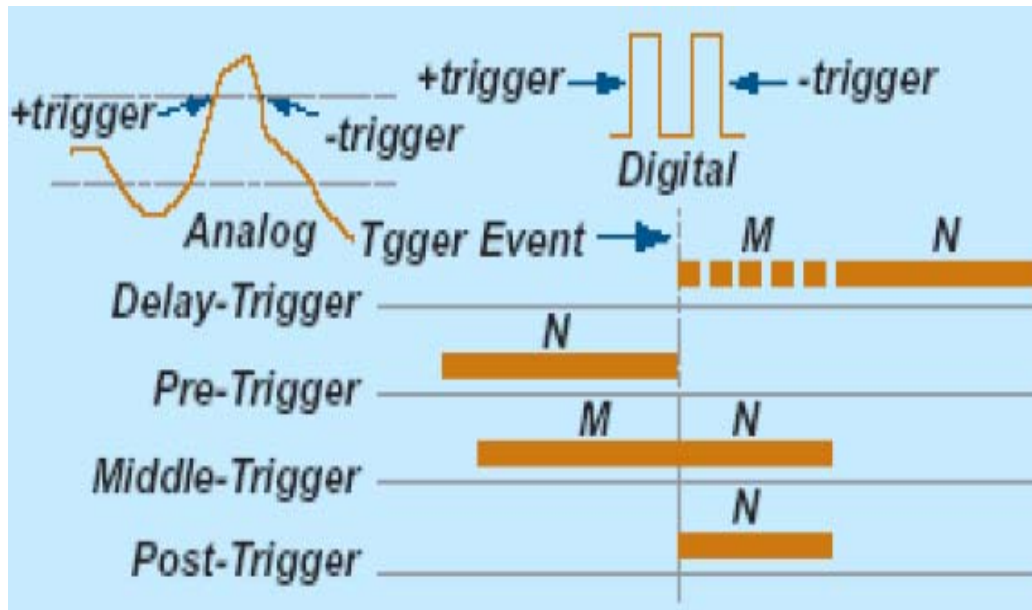 +trigger
-trigger
Analog
+trigger
-trigger
Digital
Tgger Event
M N
Delay-Trigger
N
Pre-Trigger
M N
Middle-Trigger
N
Post-Trigger